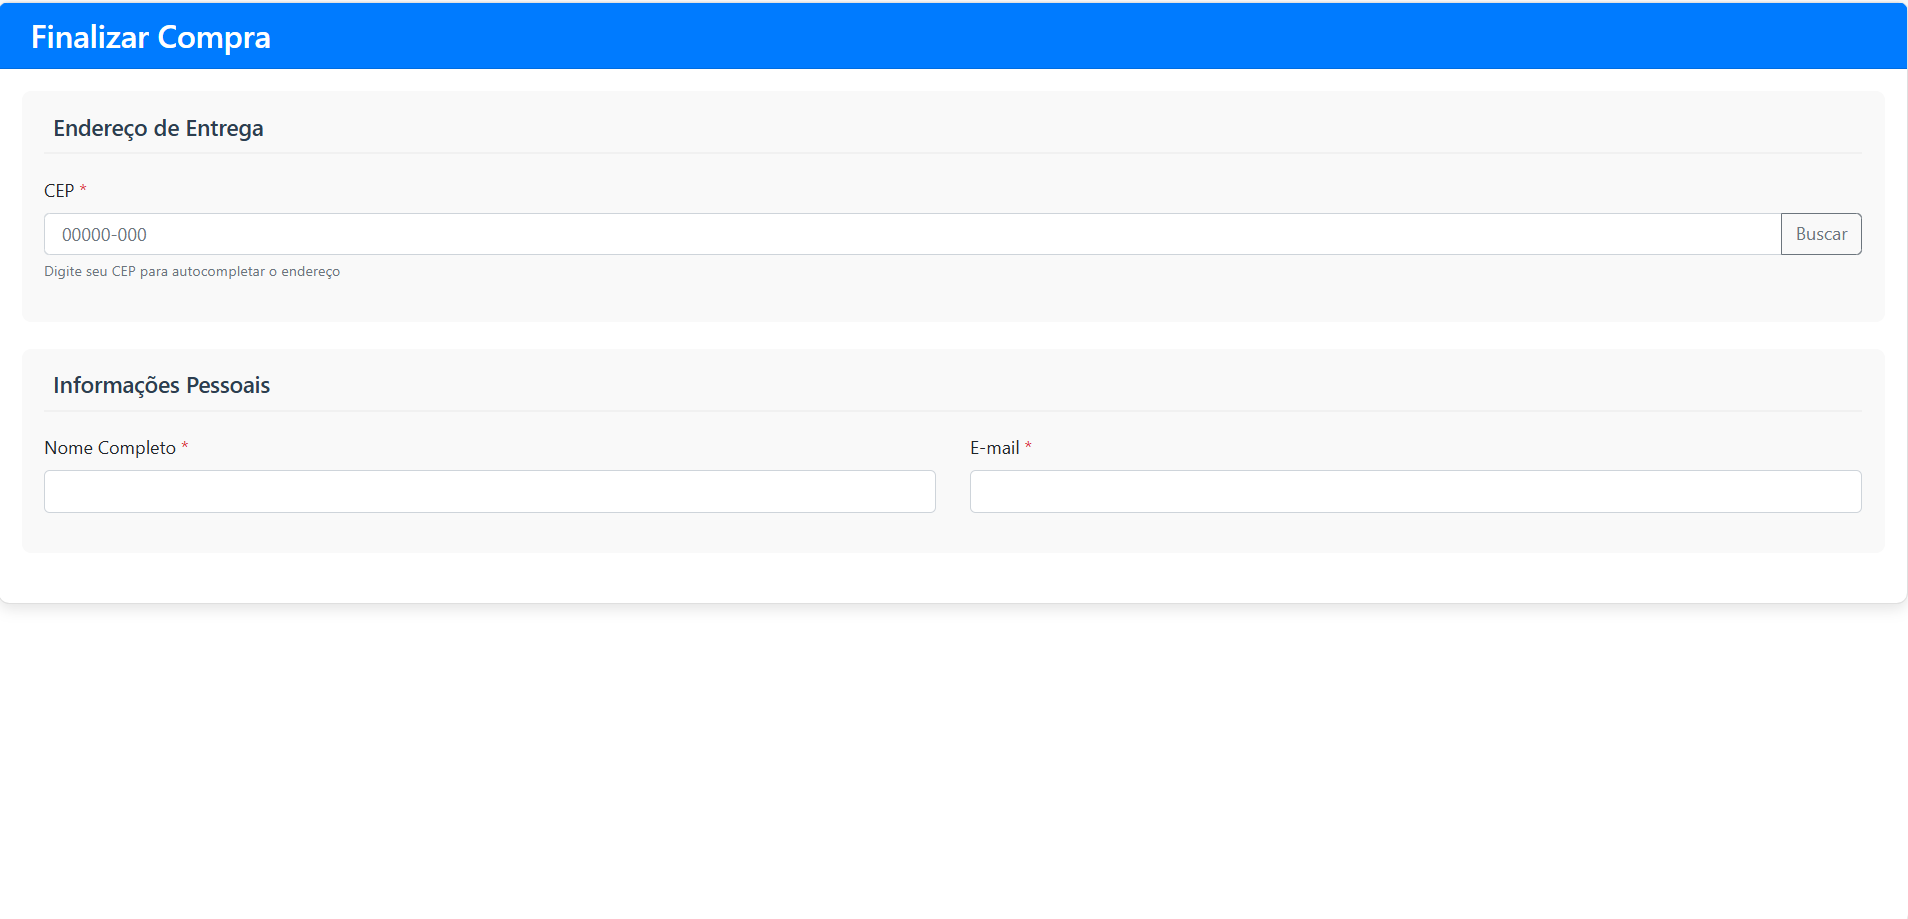 Finalizar Compra
Endereço de Entrega
CEP *
00000-000
Buscar
Digite seu CEP para autocompletar o endereço
Informações Pessoais
Nome Completo *
E-mail *